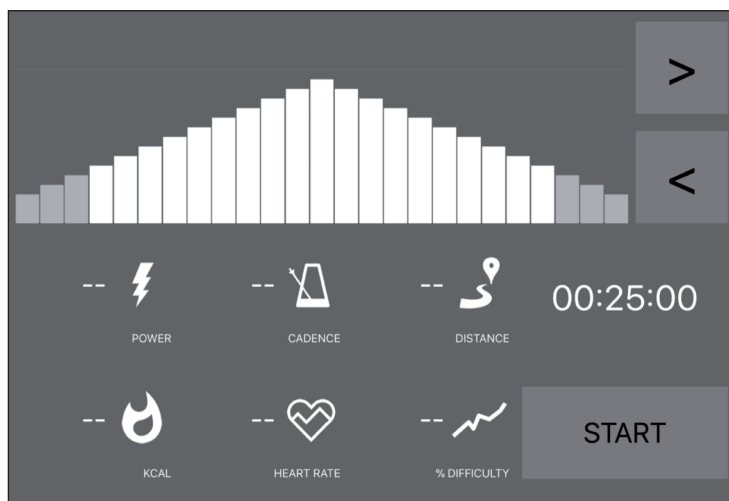 >
<
-- -- -- 00:25:00
POWER CADENCE DISTANCE
-- -- -- START
KCAL HEART RATE % DIFFICULTY